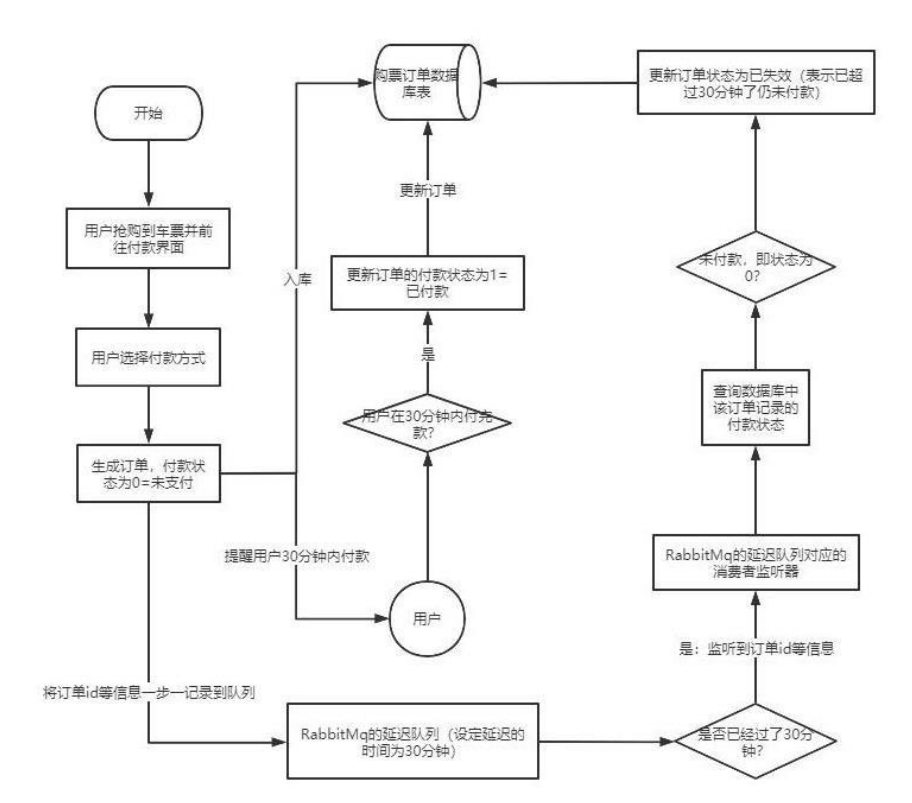 开始
用户抢购到车票并前
往付款界面
用户选择付款方式
生成订单，付款状
态为0=未支付
入库
提醒用户30分钟内付款
将订单id等信息一步一记录到队列
购票订单数据
库表
更新订单
更新订单的付款状态为1=
已付款
是
用户在30分钟内付完
款?
用户
RabbitMq的延迟队列（设定延迟的
时间为30分钟）
是否已经过了30分
钟?
是：监听到订单id等信息
RabbitMq的延迟队列对应的
消费者监听器
查询数据库中
该订单记录的
付款状态
未付款，即状态为
0?
更新订单状态为已失效（表示已超
过30分钟了仍未付款）